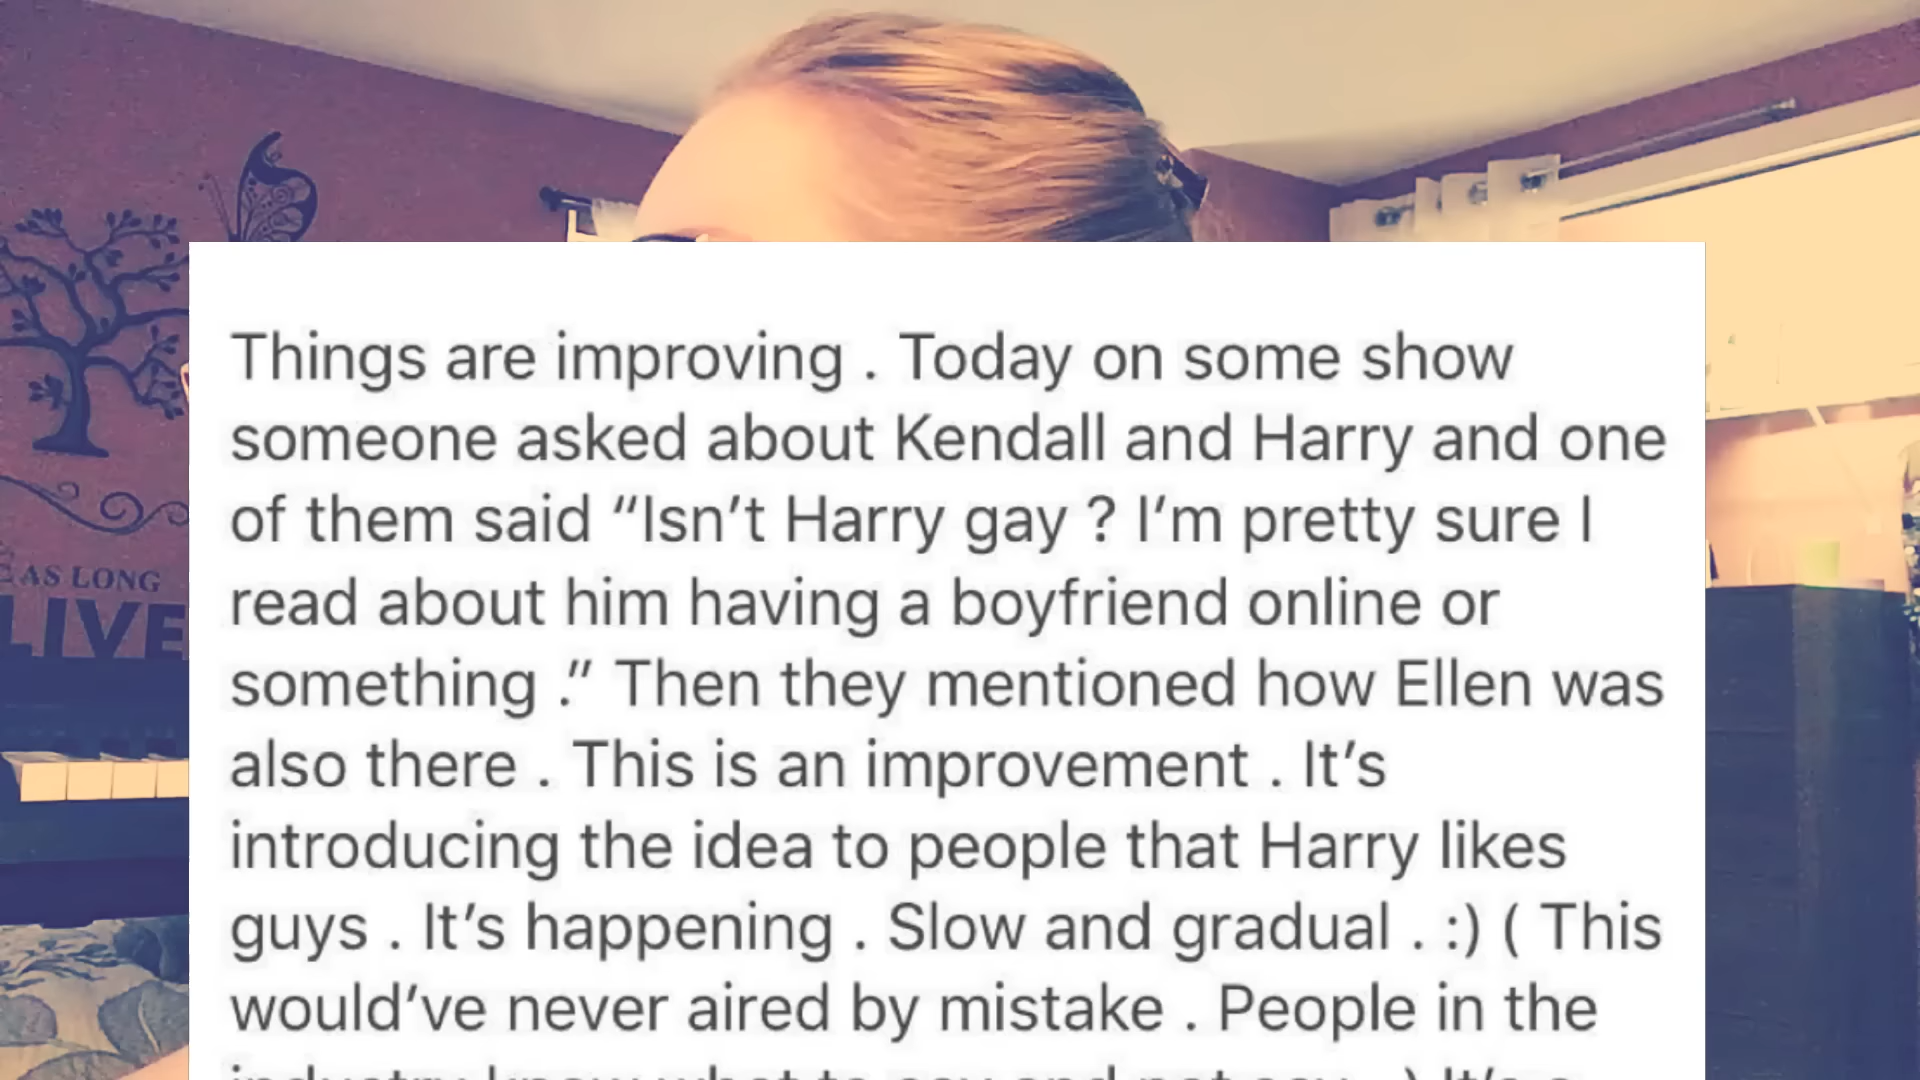 AS LONG
LIVE
Things are improving . Today on some show
someone asked about Kendall and Harry and one
of them said “Isn’t Harry gay ? I’m pretty sure I
read about him having a boyfriend online or
something .” Then they mentioned how Ellen was
also there . This is an improvement . It’s
introducing the idea to people that Harry likes
guys . It’s happening . Slow and gradual . :) ( This
would’ve never aired by mistake . People in the